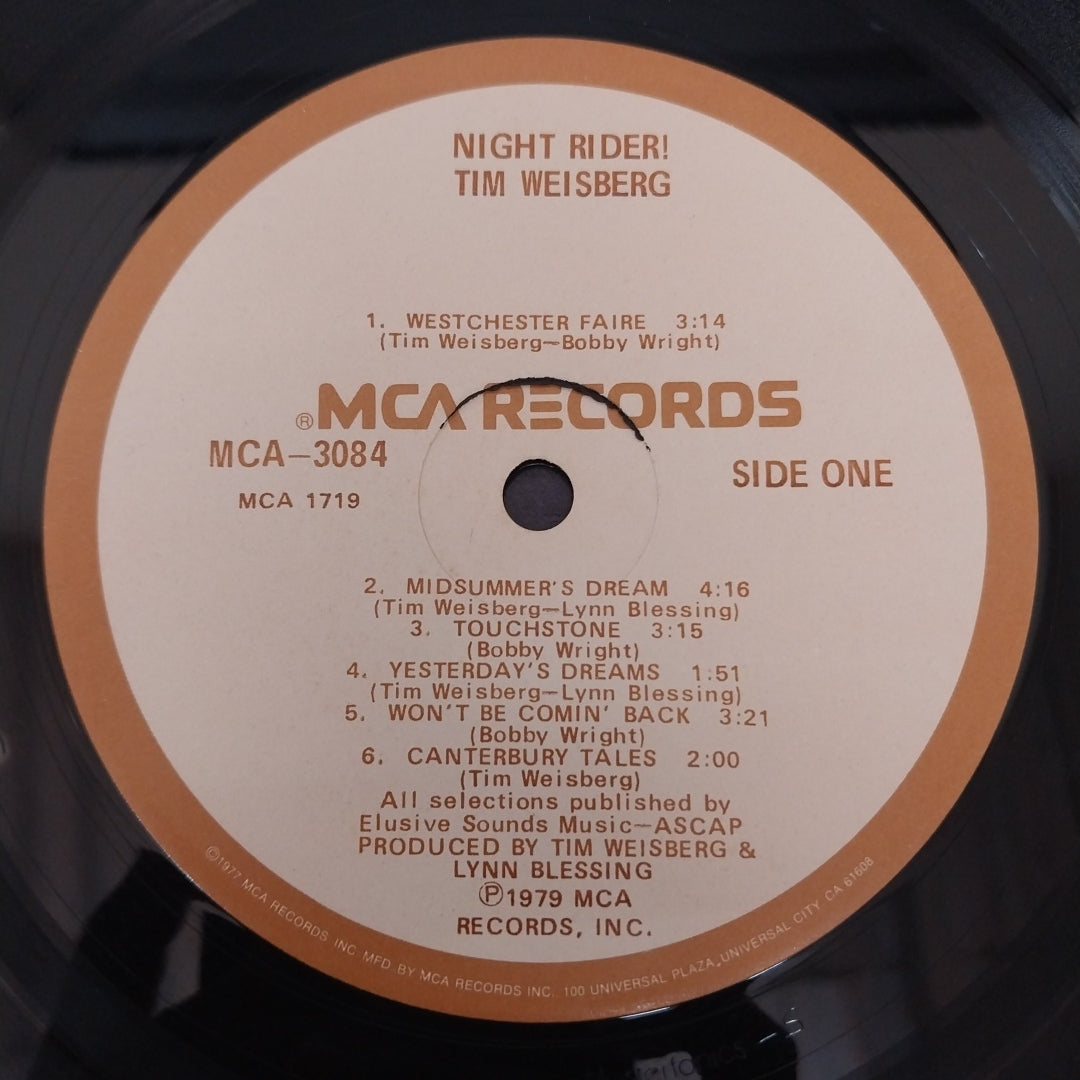 NIGHT RIDER!
TIM WEISBERG
1. WESTCHESTER FAIRE 3:14
(Tim Weisberg—Bobby Wright)
® MCA RECORDS
MCA—3084
SIDE ONE
MCA 1719
2. MIDSUMMER'S DREAM 4:16
(Tim Weisberg—Lynn Blessing)
3. TOUCHSTONE 3:15
(Bobby Wright)
4. YESTERDAY'S DREAMS 1:51
(Tim Weisberg—Lynn Blessing)
5. WON'T BE COMIN' BACK 3:21
(Bobby Wright)
6. CANTERBURY TALES 2:00
(Tim Weisberg)
All selections published by
Elusive Sounds Music—ASCAP
PRODUCED BY TIM WEISBERG &
LYNN BLESSING
℗1979 MCA
RECORDS, INC.
©1977 MCA RECORDS INC. MFD. BY MCA RECORDS INC. 100 UNIVERSAL PLAZA, UNIVERSAL CITY CA 61608